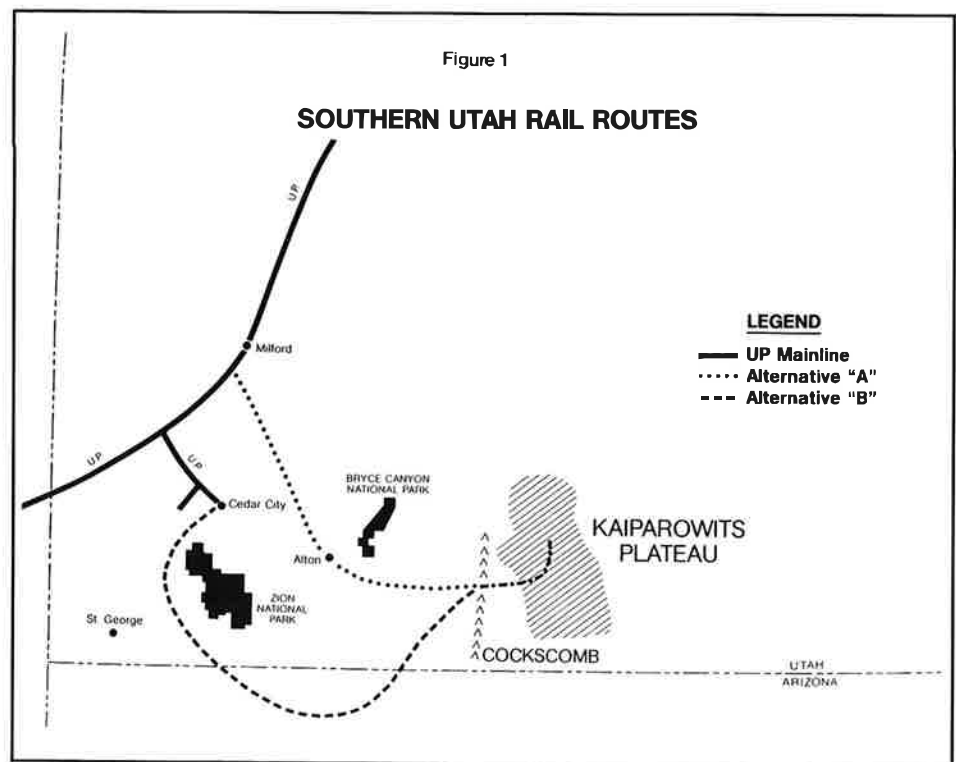 Figure 1
SOUTHERN UTAH RAIL ROUTES
UP
Milford
LEGEND
UP Mainline
Alternative "A"
Alternative "B"
UP
UP
Cedar City
BRYCE CANYON
NATIONAL PARK
KAIPAROWITS
PLATEAU
Alton
ZION
NATIONAL
PARK
St. George
COCKSCOMB
UTAH
ARIZONA